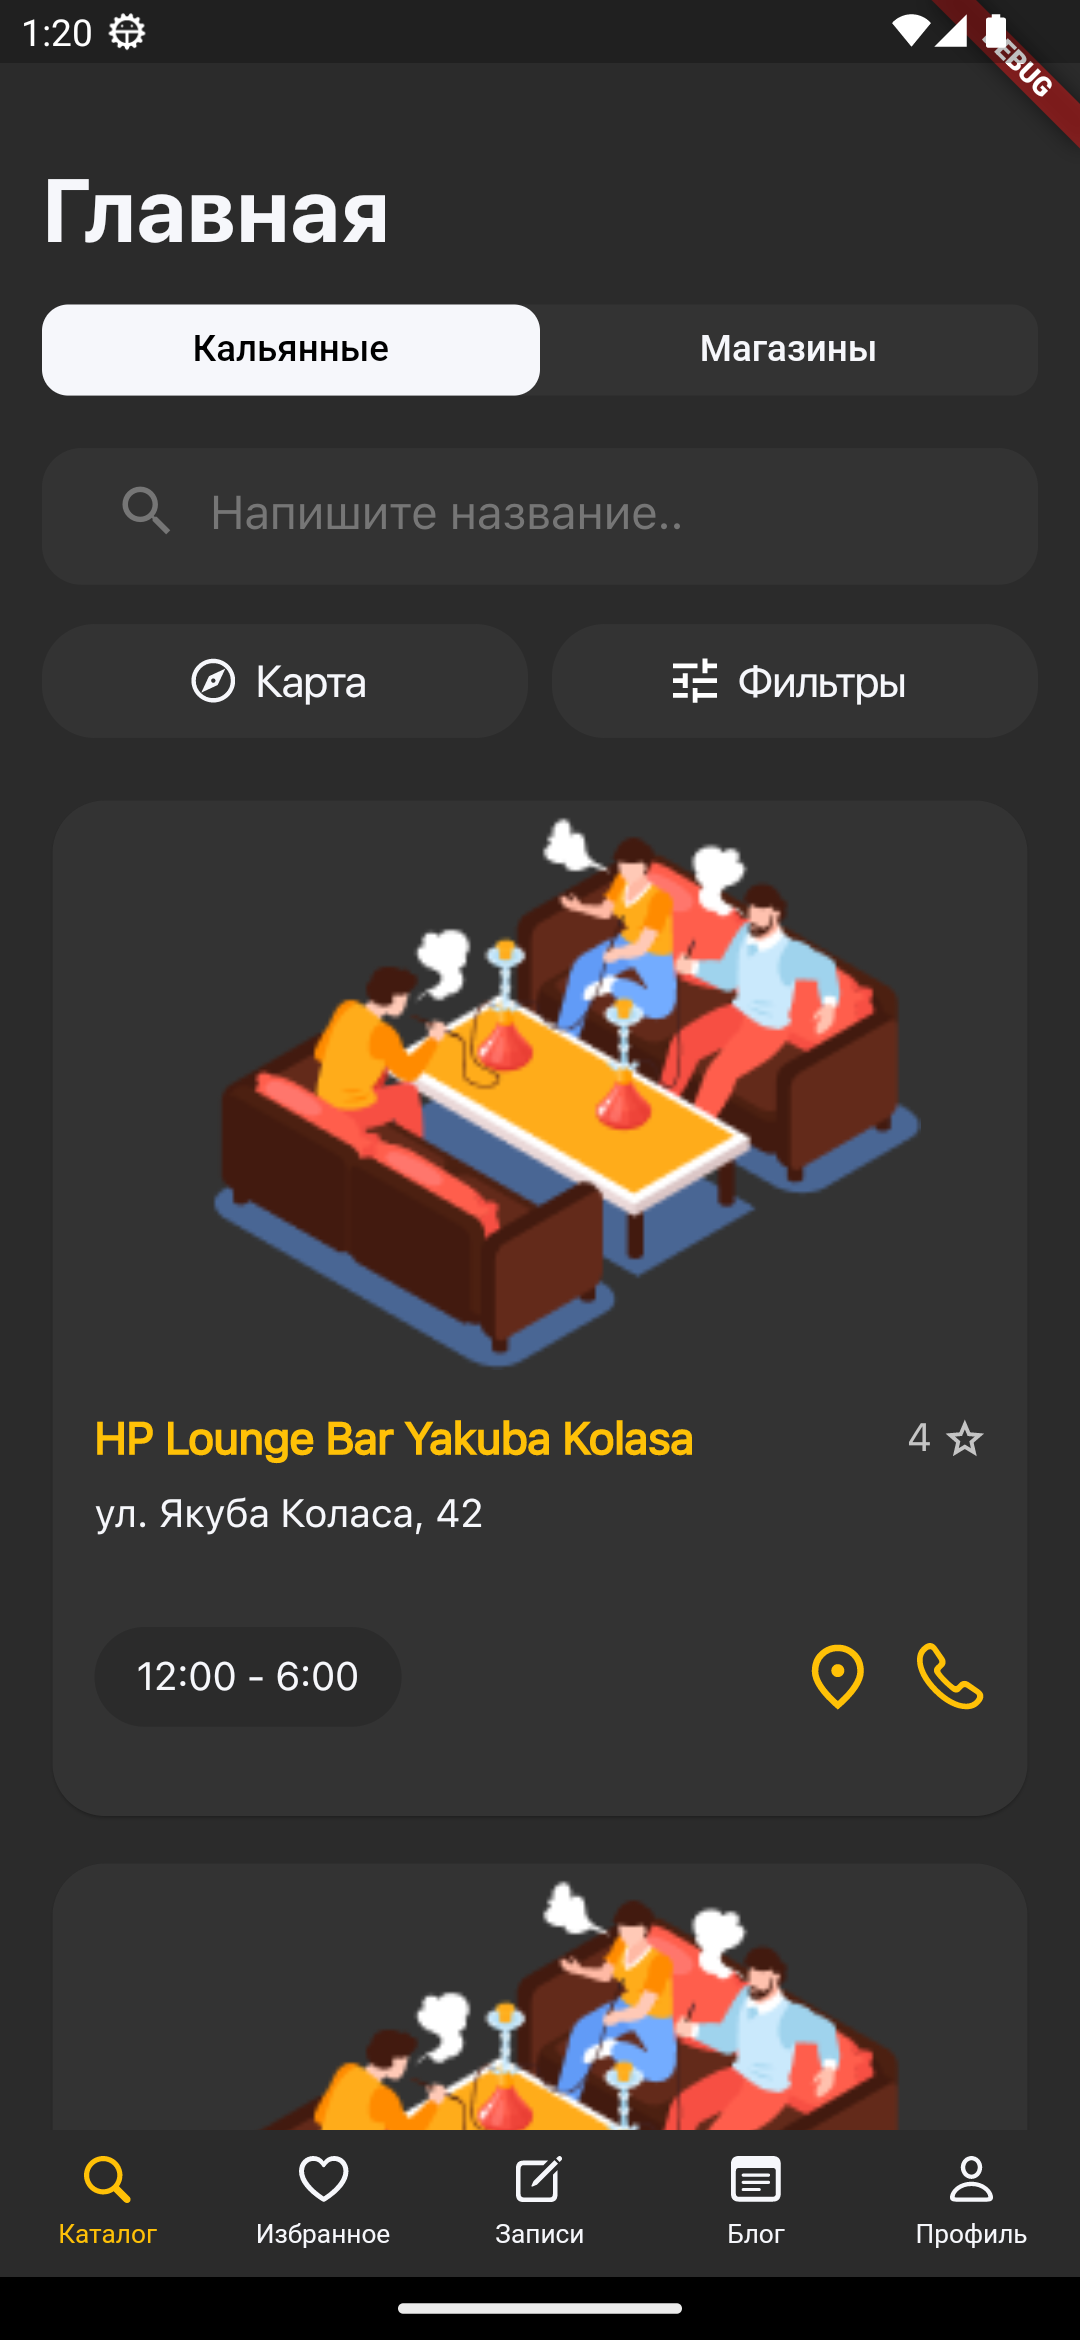 1:20
DEBUG
Главная
Кальянные
Магазины
Напишите название..
Карта
Фильтры
HP Lounge Bar Yakuba Kolasa
4
ул. Якуба Коласа, 42
12:00 - 6:00
Каталог
Избранное
Записи
Блог
Профиль